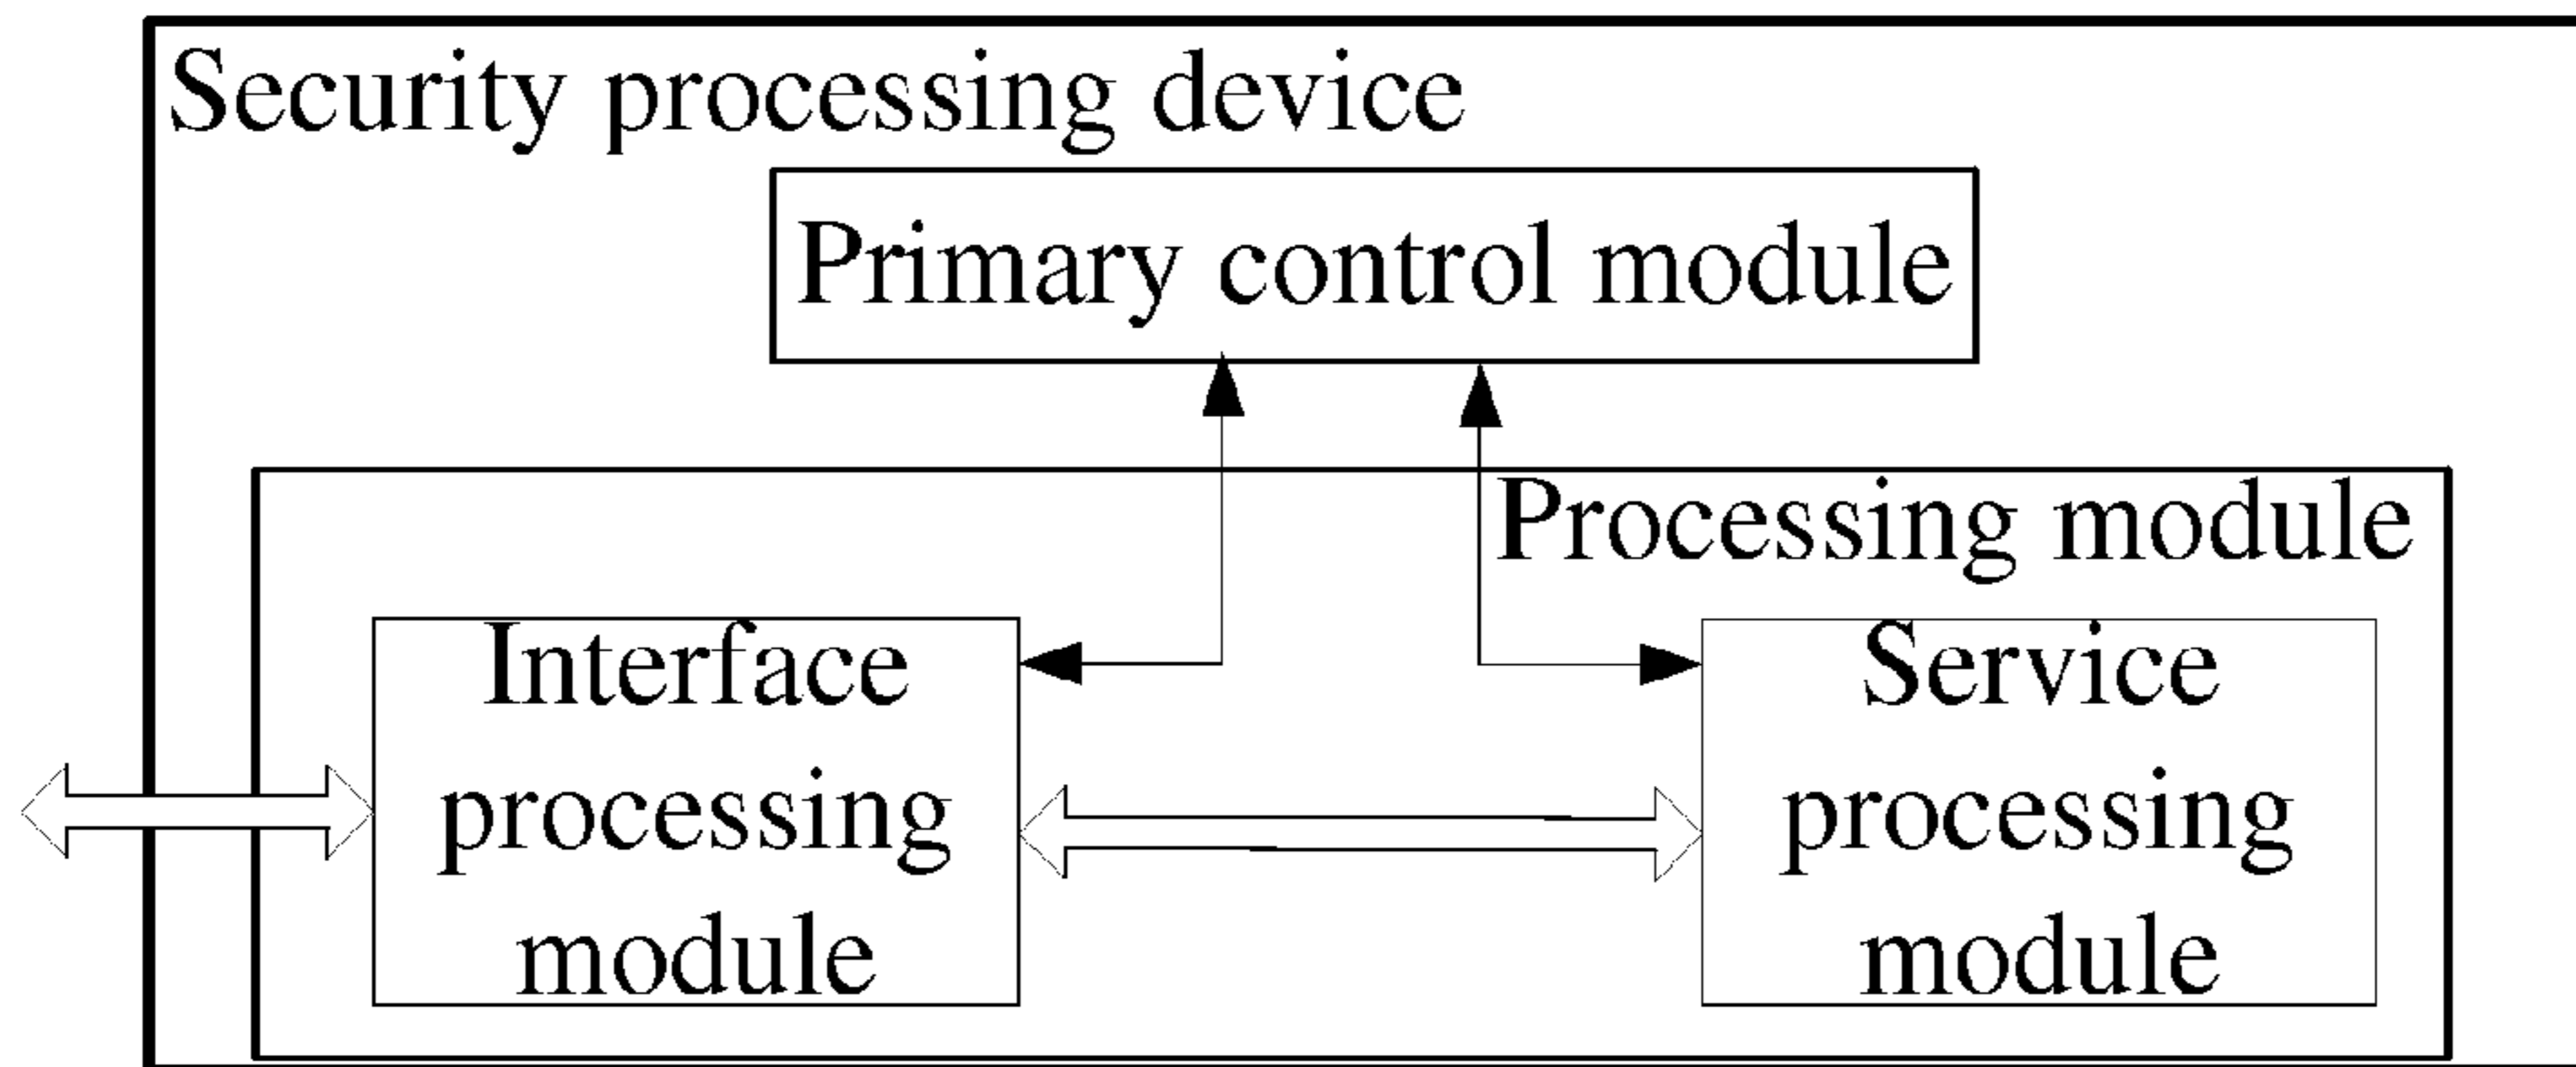 Security processing device
Primary control module
Processing module
Interface
processing
module
Service
processing
module